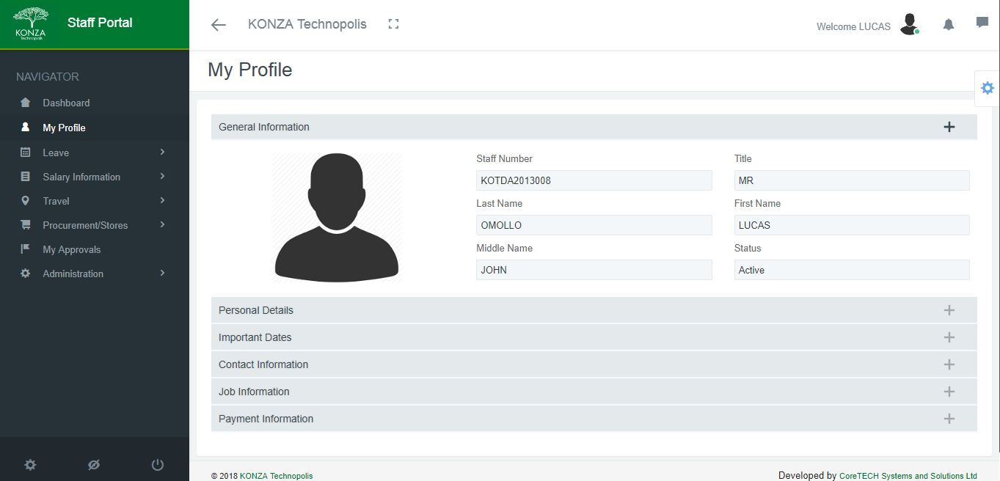 KONZA
Technopolis
Staff Portal
KONZA Technopolis
Welcome LUCAS
NAVIGATOR
Dashboard
My Profile
Leave
Salary Information
Travel
Procurement/Stores
My Approvals
Administration
My Profile
General Information
Staff Number
Title
KOTDA2013008
MR
Last Name
First Name
OMOLLO
LUCAS
Middle Name
Status
JOHN
Active
Personal Details
Important Dates
Contact Information
Job Information
Payment Information
© 2018 KONZA Technopolis
Developed by CoreTECH Systems and Solutions Ltd